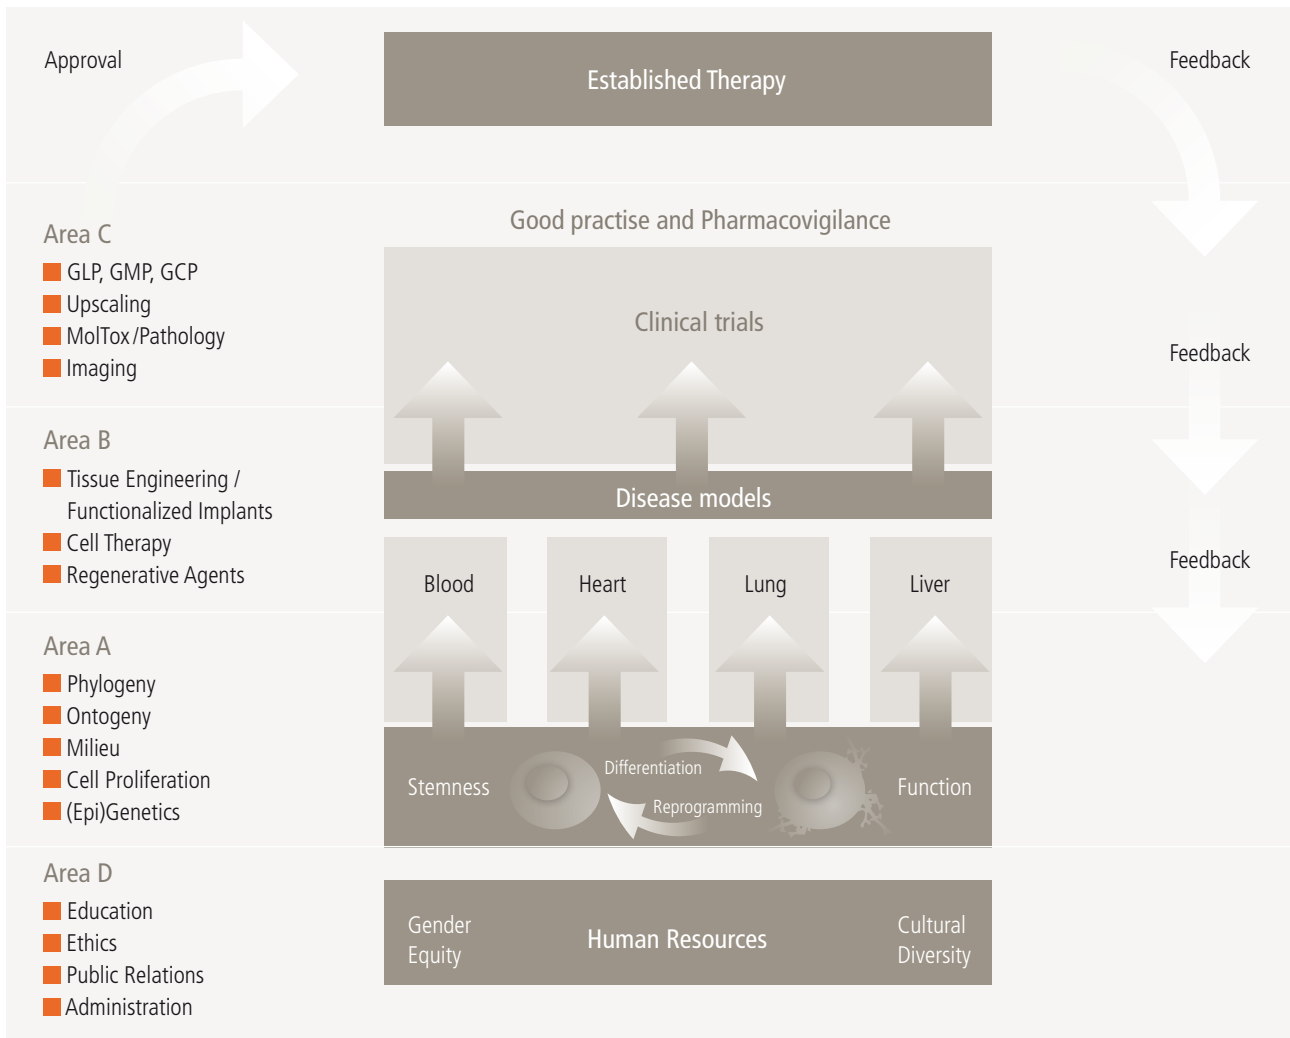 Approval
Established Therapy
Feedback
Area C
GLP, GMP, GCP
Upscaling
MolTox/Pathology
Imaging
Good practise and Pharmacovigilance
Clinical trials
Feedback
Area B
Tissue Engineering /
Functionalized Implants
Cell Therapy
Regenerative Agents
Disease models
Blood
Heart
Lung
Liver
Feedback
Area A
Phylogeny
Ontogeny
Milieu
Cell Proliferation
(Epi)Genetics
Stemness
Differentiation
Reprogramming
Function
Area D
Education
Ethics
Public Relations
Administration
Gender
Equity
Human Resources
Cultural
Diversity